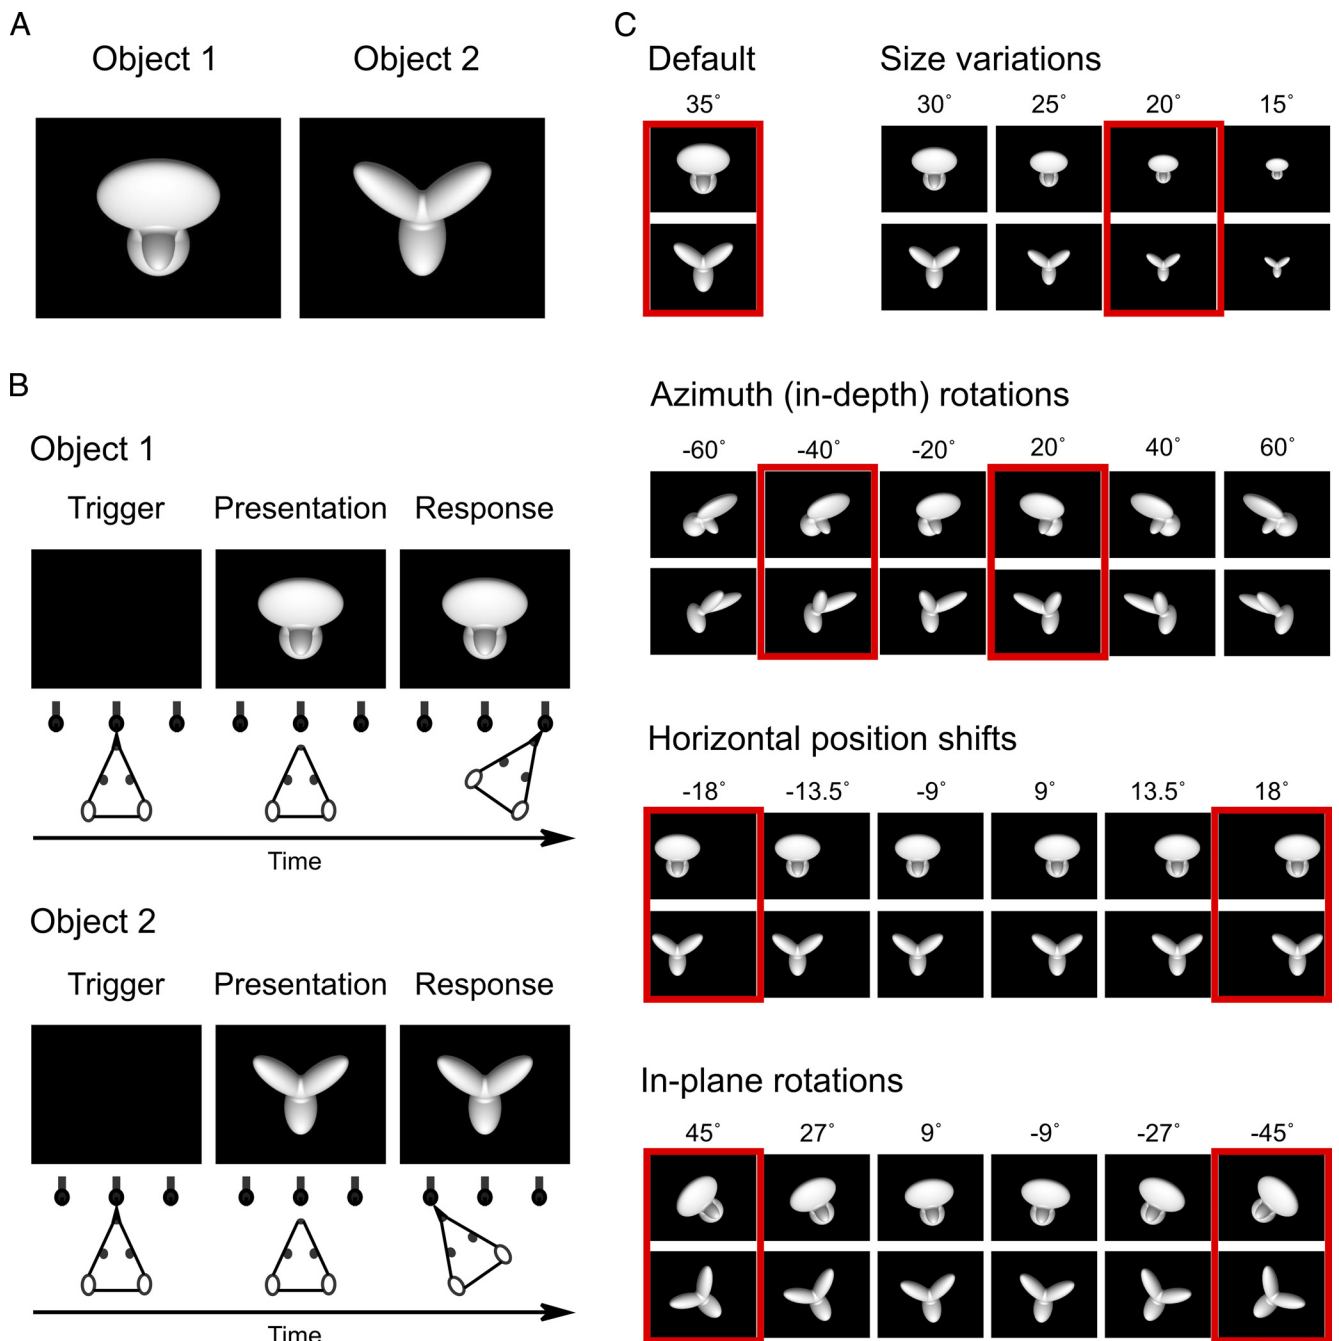 A
Object 1 Object 2
B
Object 1
Trigger Presentation Response
Time
Object 2
Trigger Presentation Response
Time
C
Default Size variations
35° 30° 25° 20° 15°
Azimuth (in-depth) rotations
-60° -40° -20° 20° 40° 60°
Horizontal position shifts
-18° -13.5° -9° 9° 13.5° 18°
In-plane rotations
45° 27° 9° -9° -27° -45°